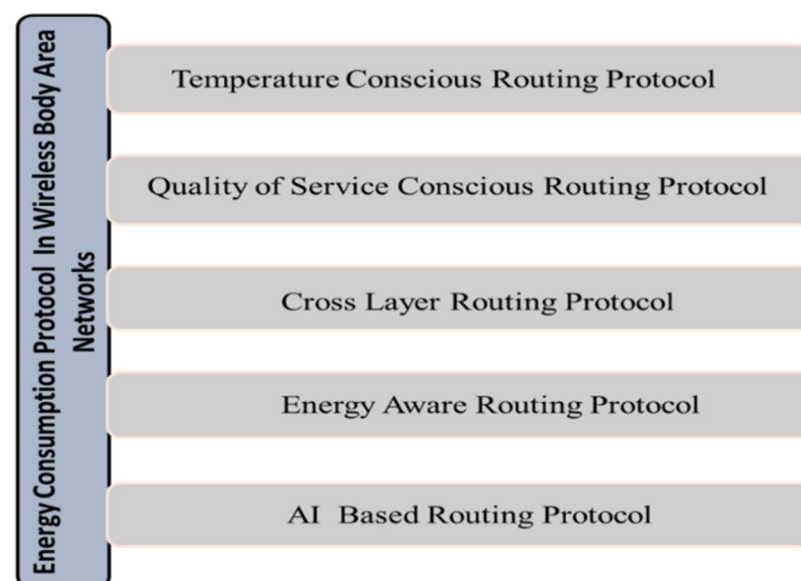 Energy Consumption Protocol In Wireless Body Area
Networks
Temperature Conscious Routing Protocol
Quality of Service Conscious Routing Protocol
Cross Layer Routing Protocol
Energy Aware Routing Protocol
AI Based Routing Protocol